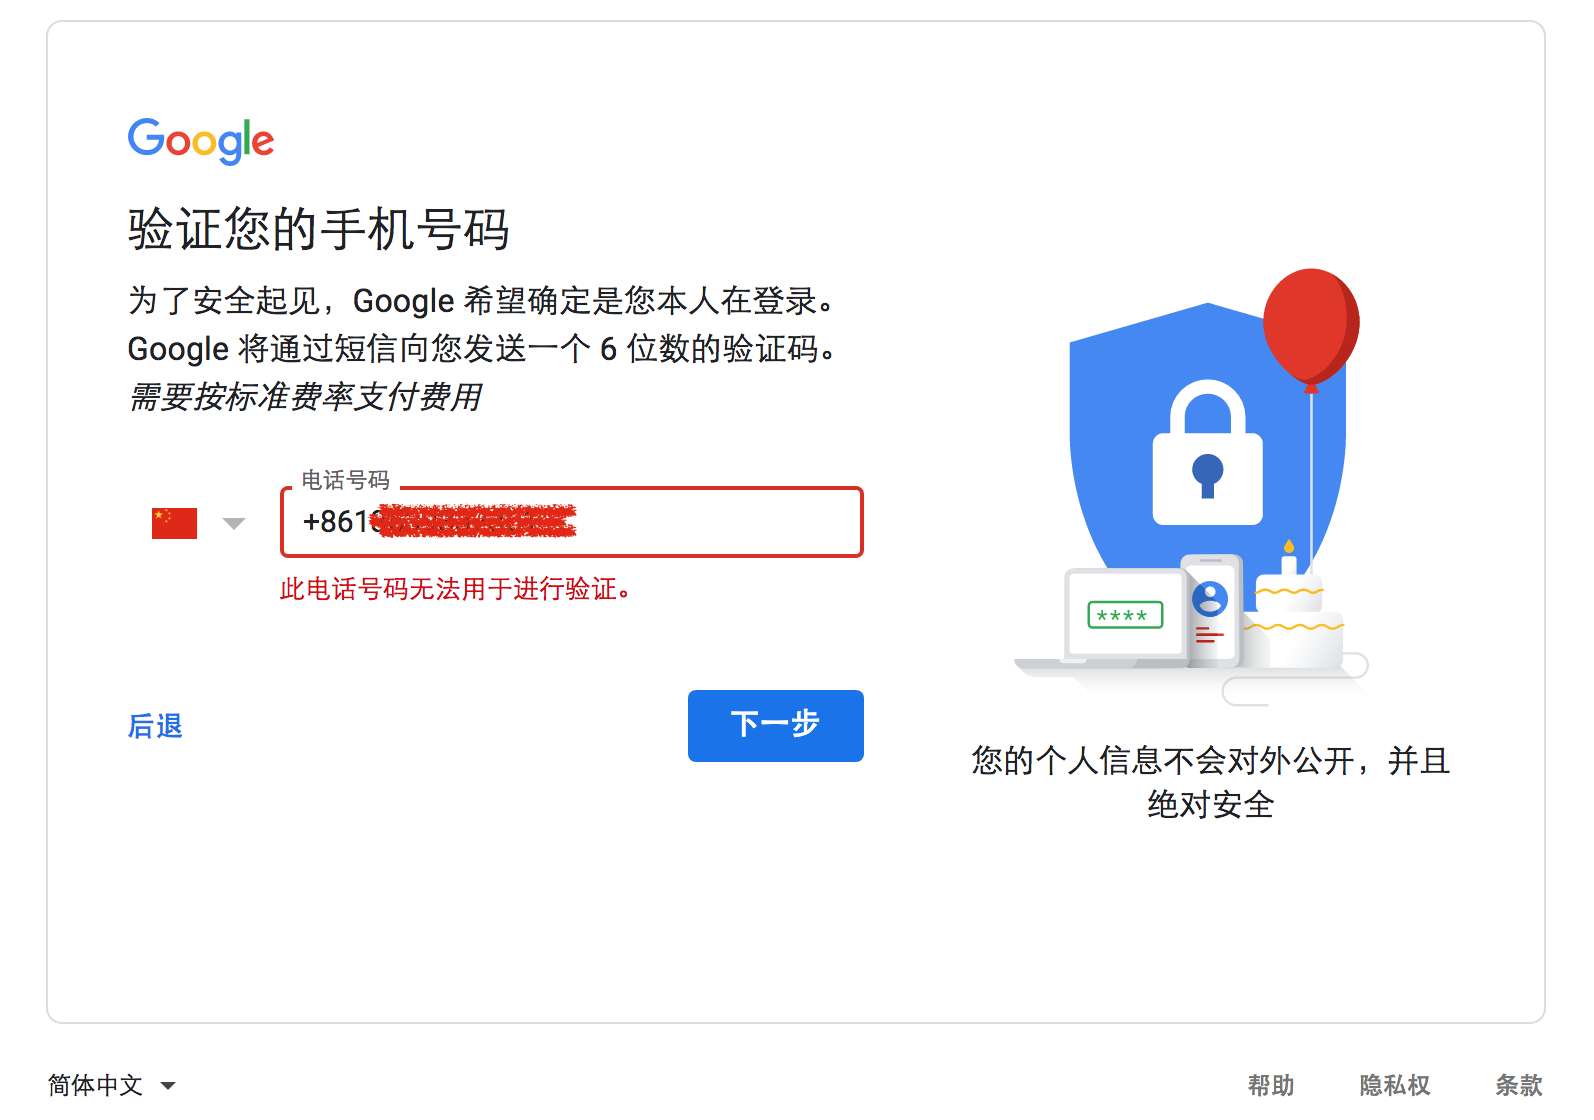 Google
验证您的手机号码
为了安全起见，Google 希望确定是您本人在登录。
Google 将通过短信向您发送一个 6 位数的验证码。
需要按标准费率支付费用
电话号码
+861
此电话号码无法用于进行验证。
****
后退
下一步
您的个人信息不会对外公开，并且
绝对安全
简体中文
帮助
隐私权
条款